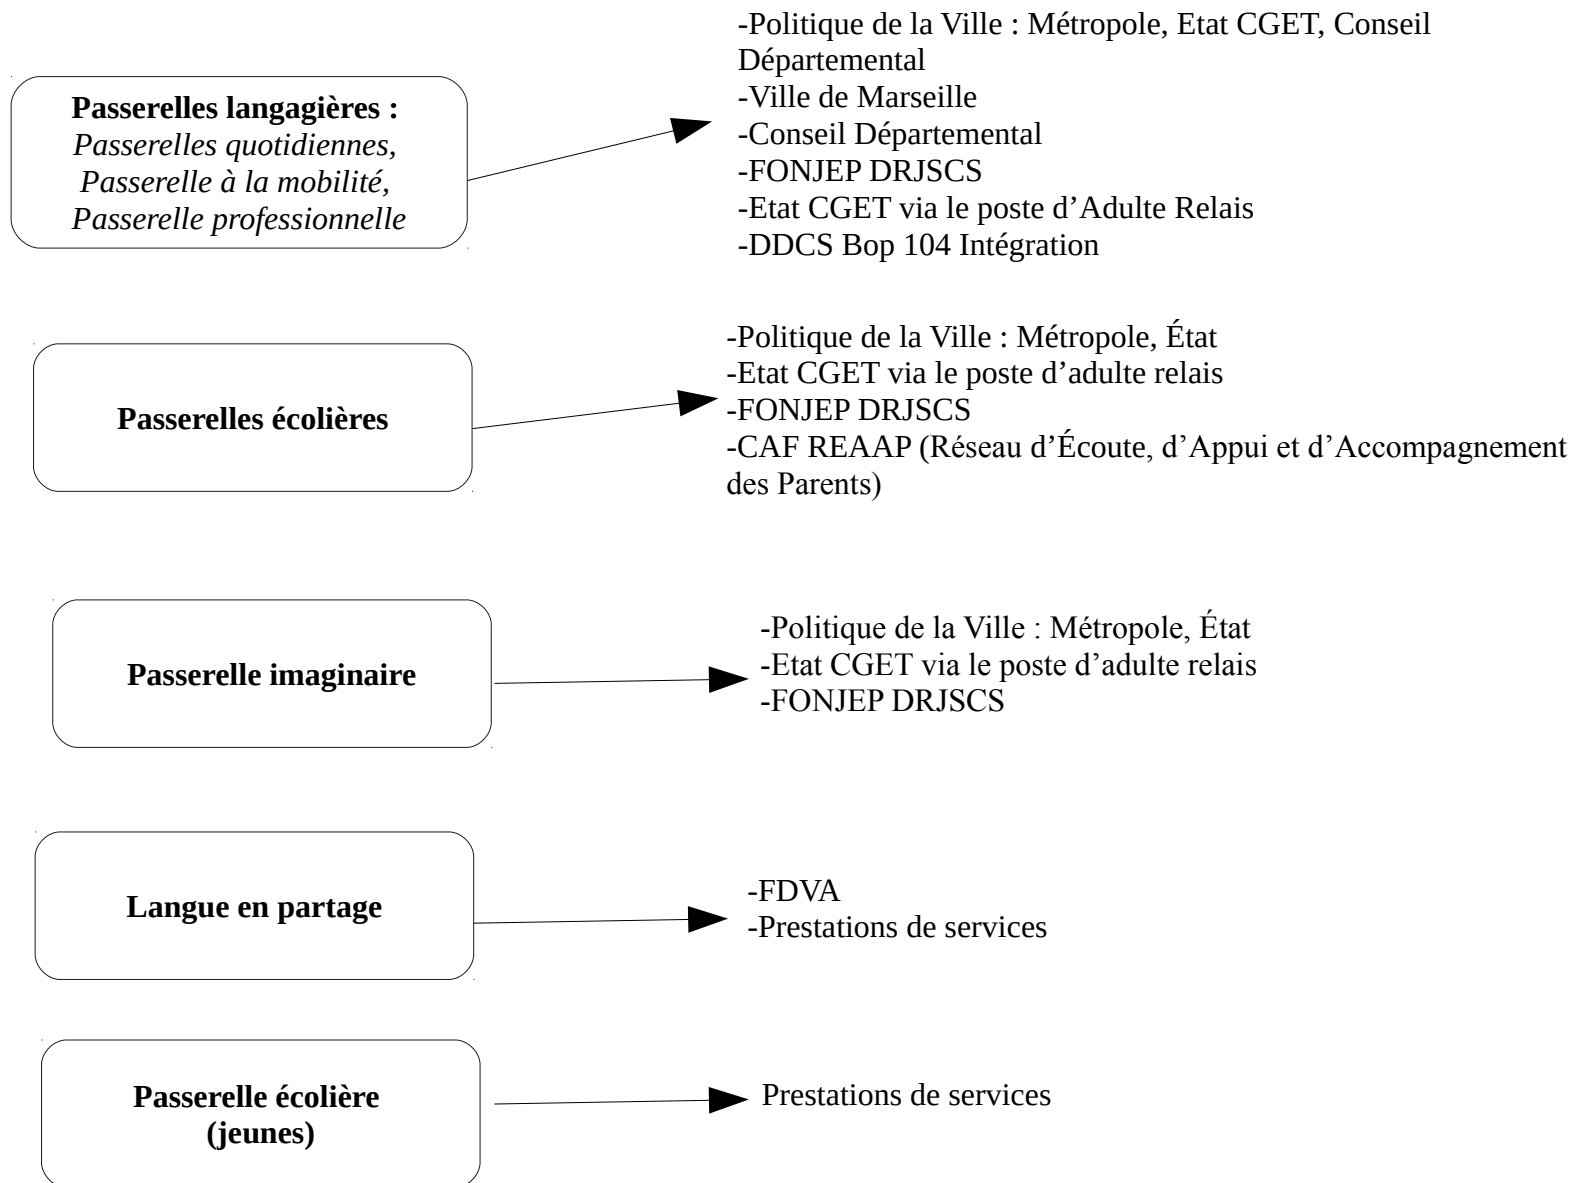 Passerelles langagières :
Passerelles quotidiennes,
Passerelle à la mobilité,
Passerelle professionnelle
-Politique de la Ville : Métropole, Etat CGET, Conseil
Départemental
-Ville de Marseille
-Conseil Départemental
-FONJEP DRJSCS
-Etat CGET via le poste d’Adulte Relais
-DDCS Bop 104 Intégration
Passerelles écolières
-Politique de la Ville : Métropole, État
-Etat CGET via le poste d’adulte relais
-FONJEP DRJSCS
-CAF REAAP (Réseau d’Écoute, d’Appui et d’Accompagnement
des Parents)
Passerelle imaginaire
-Politique de la Ville : Métropole, État
-Etat CGET via le poste d’adulte relais
-FONJEP DRJSCS
Langue en partage
-FDVA
-Prestations de services
Passerelle écolière
(jeunes)
Prestations de services